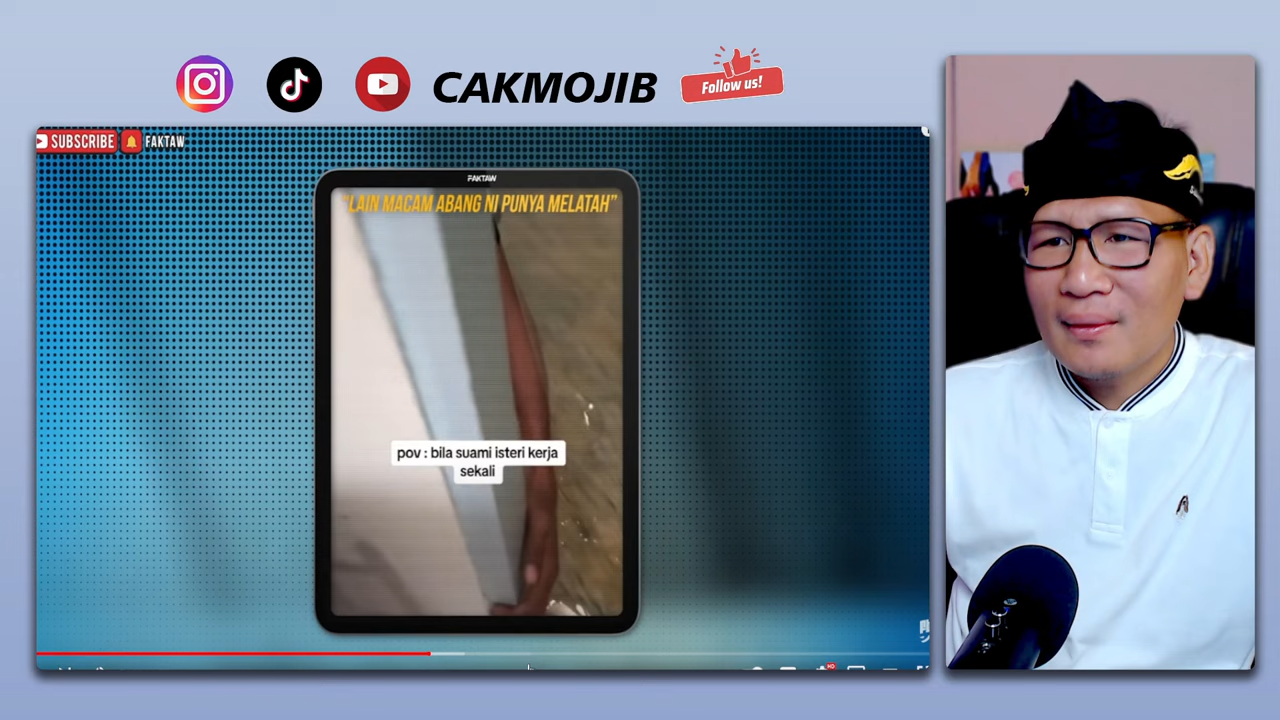 CAKMOJIB
Follow us!
SUBSCRIBE
FAKTAW
FAKTAW
"LAIN MACAM ABANG NI PUNYA MELATAH"
pov : bila suami isteri kerja
sekali